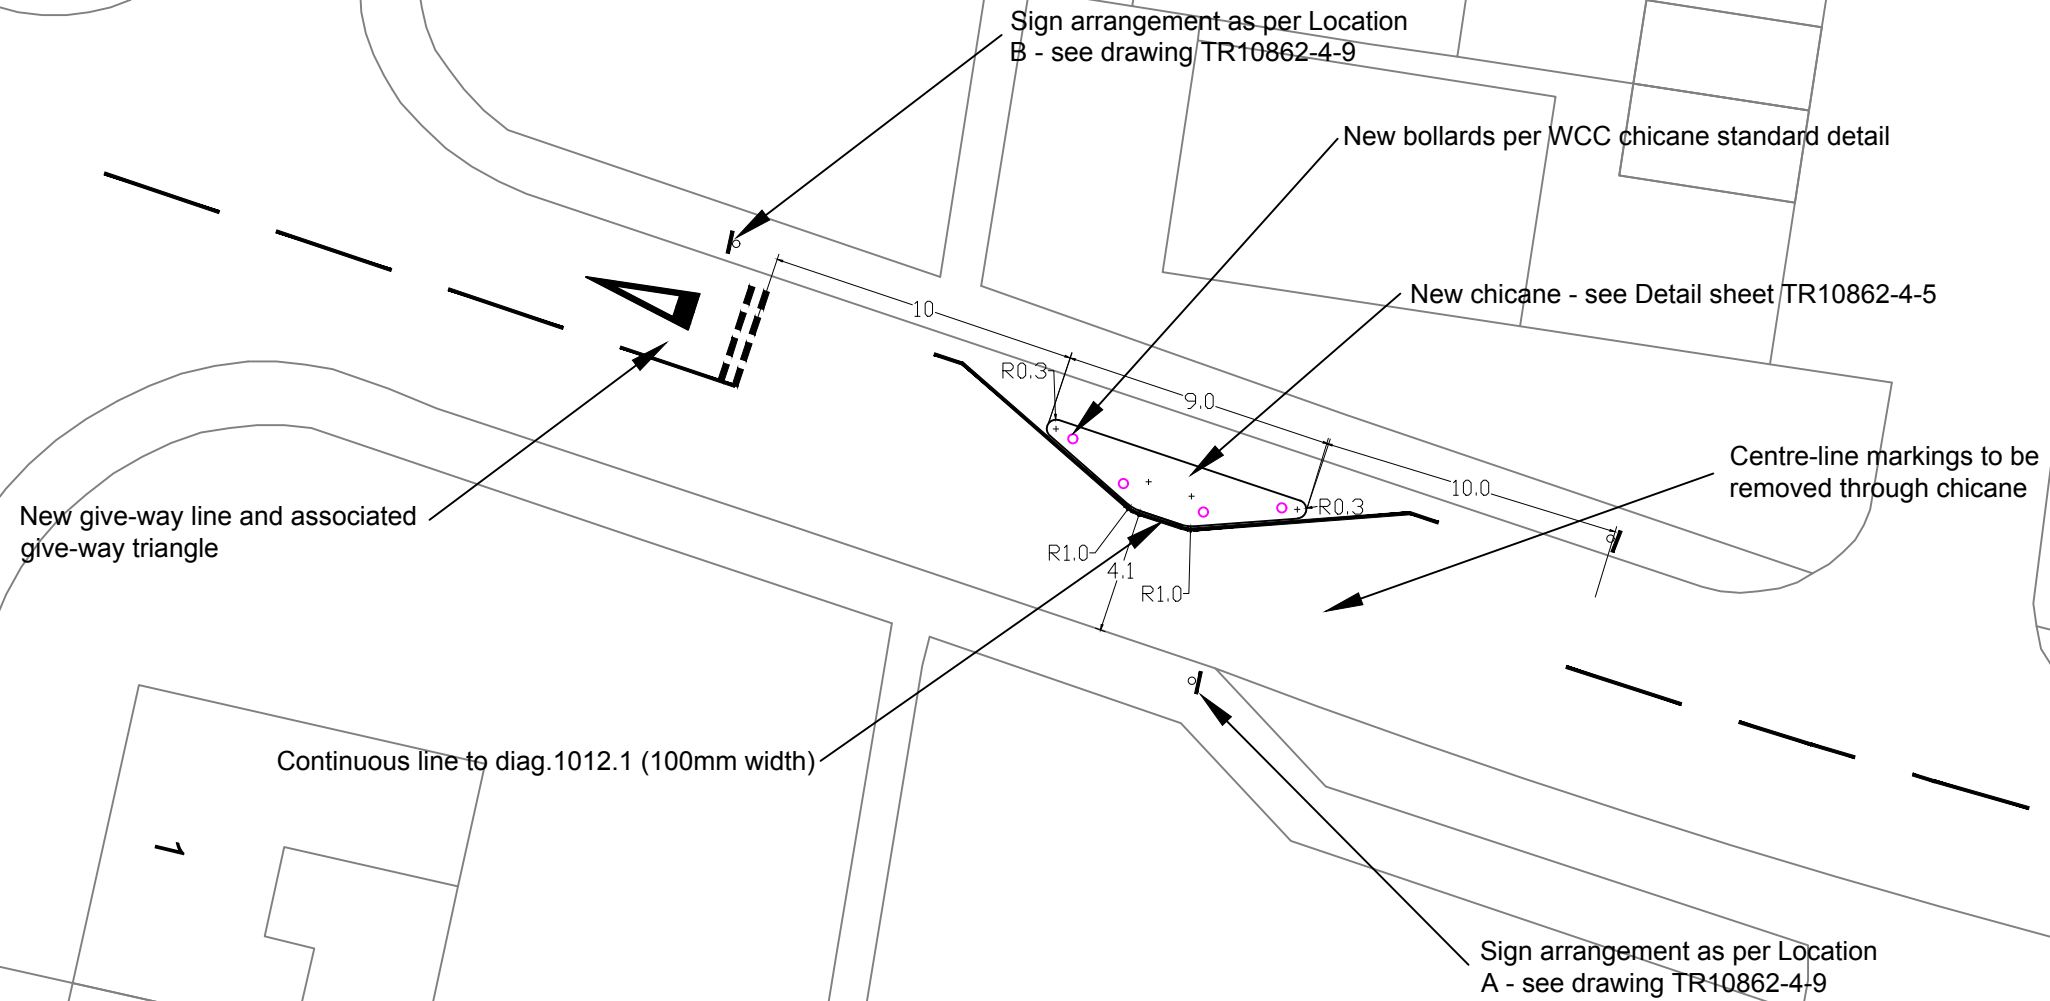 Sign arrangement as per Location
B - see drawing TR10862-4-9
New bollards per WCC chicane standard detail
New chicane - see Detail sheet TR10862-4-5
10
R0.3
9.0
Centre-line markings to be
removed through chicane
10.0
R0.3
New give-way line and associated
give-way triangle
R1.0
4.1
R1.0
Continuous line to diag.1012.1 (100mm width)
1
Sign arrangement as per Location
A - see drawing TR10862-4-9